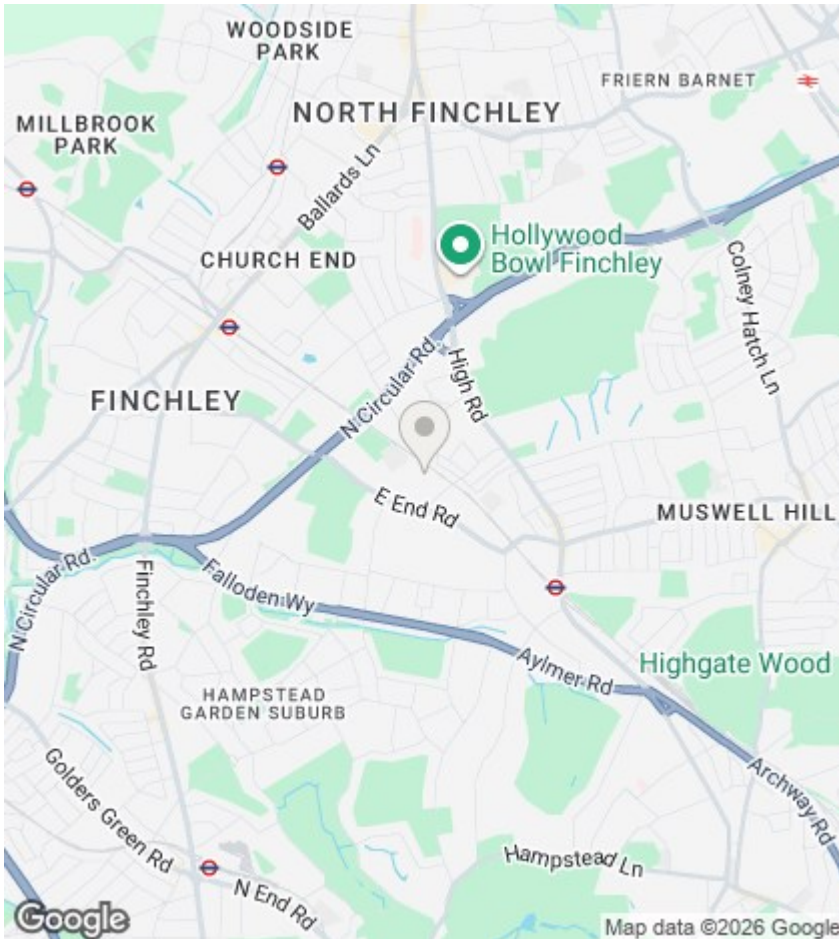 WOODSIDE
PARK
FRIERN BARNET
NORTH FINCHLEY
MILLBROOK
PARK
Ballards Ln
Hollywood
Bowl Finchley
CHURCH END
Colney Hatch Ln
N Circular Rd.
High Rd
FINCHLEY
E End Rd
MUSWELL HILL
N Circular Rd.
Finchley Rd
Falloden Wy
Aylmer Rd
Highgate Wood
HAMPSTEAD
GARDEN SUBURB
Archway Rd
Golders Green Rd
Hampstead Ln
N End Rd
Google
Map data ©2026 Google